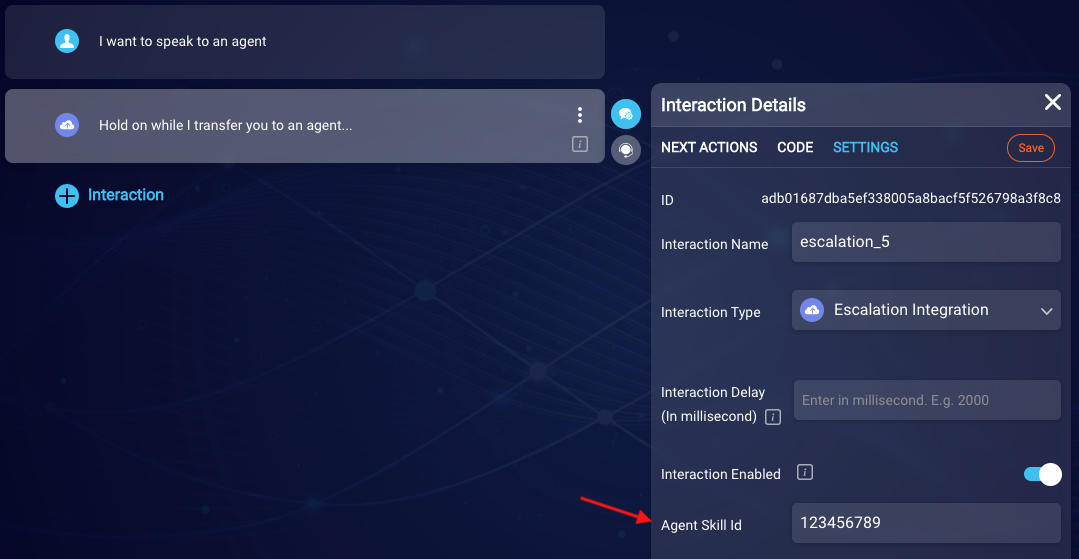 I want to speak to an agent
Hold on while I transfer you to an agent...
i
Interaction
Interaction Details
NEXT ACTIONS CODE SETTINGS Save
ID adb01687dba5ef338005a8bacf5f526798a3f8c8
Interaction Name escalation_5
Interaction Type Escalation Integration
Interaction Delay
(In millisecond) i Enter in millisecond. E.g. 2000
Interaction Enabled i
Agent Skill Id 123456789